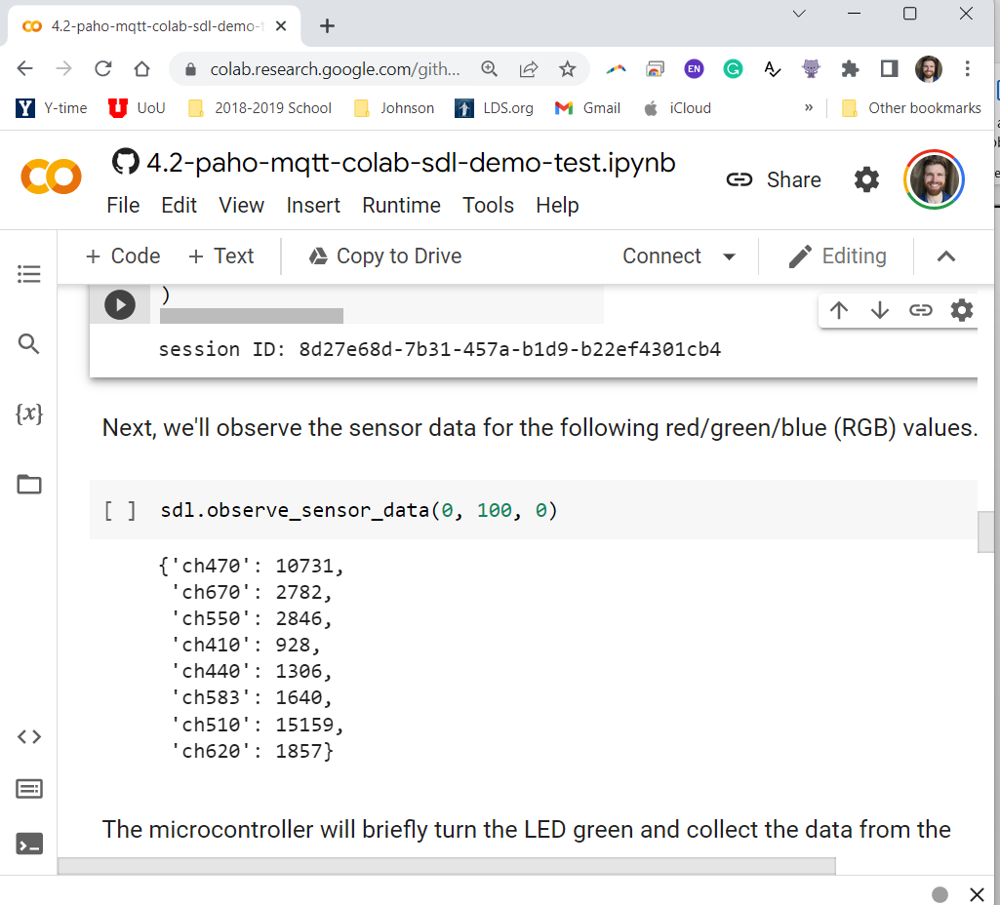 4.2-paho-mqtt-colab-sdl-demo-t
colab.research.google.com/gith...
EN
Y-time
UoU
2018-2019 School
Johnson
LDS.org
Gmail
iCloud
»
Other bookmarks
4.2-paho-mqtt-colab-sdl-demo-test.ipynb
Share
File Edit View Insert Runtime Tools Help
+ Code + Text
Copy to Drive
Connect
Editing
)
session ID: 8d27e68d-7b31-457a-b1d9-b22ef4301cb4
Next, we'll observe the sensor data for the following red/green/blue (RGB) values.
[ ] sdl.observe_sensor_data(0, 100, 0)
{'ch470': 10731,
'ch670': 2782,
'ch550': 2846,
'ch410': 928,
'ch440': 1306,
'ch583': 1640,
'ch510': 15159,
'ch620': 1857}
The microcontroller will briefly turn the LED green and collect the data from the